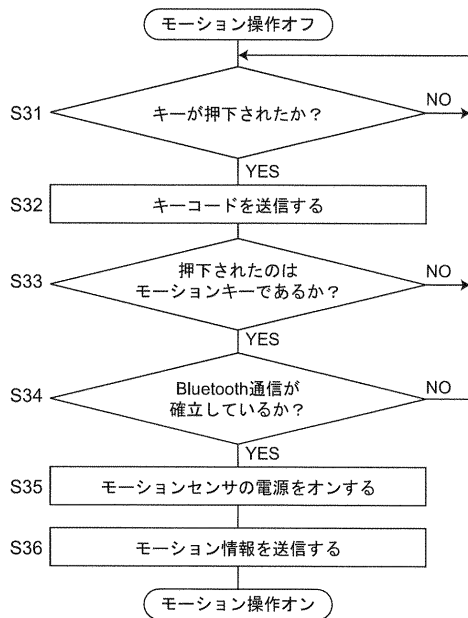 モーション操作オフ
S31
キーが押下されたか？
NO
YES
S32
キーコードを送信する
S33
押下されたのは
モーションキーであるか？
NO
YES
S34
Bluetooth通信が
確立しているか？
NO
YES
S35
モーションセンサの電源をオンする
S36
モーション情報を送信する
モーション操作オン